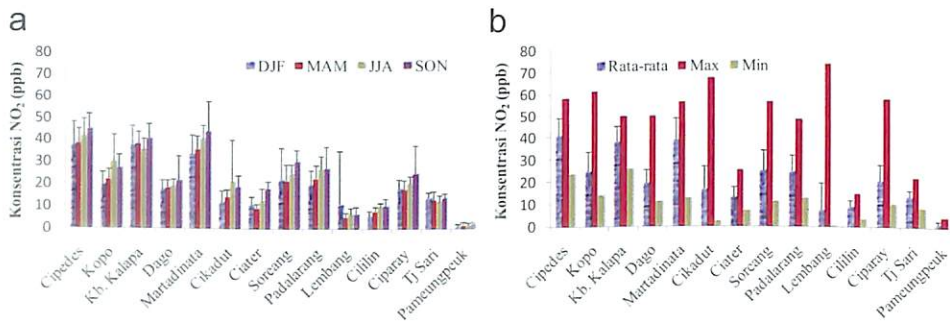 a
Konsentrasi NO2 (ppb)
80
70
60
50
40
30
20
10
0
DJF MAM JJA SON
Cipedes
Kopo
Kb. Kalapa
Dago
Martadinata
Cikadut
Ciater
Soreang
Padalarang
Lembang
Cililin
Ciparay
Tj Sari
Pameungpeuk
b
Konsentrasi NO2 (ppb)
80
70
60
50
40
30
20
10
0
Rata-rata Max Min
Cipedes
Kopo
Kb. Kalapa
Dago
Martadinata
Cikadut
Ciater
Soreang
Padalarang
Lembang
Cililin
Ciparay
Tj Sari
Pameungpeuk